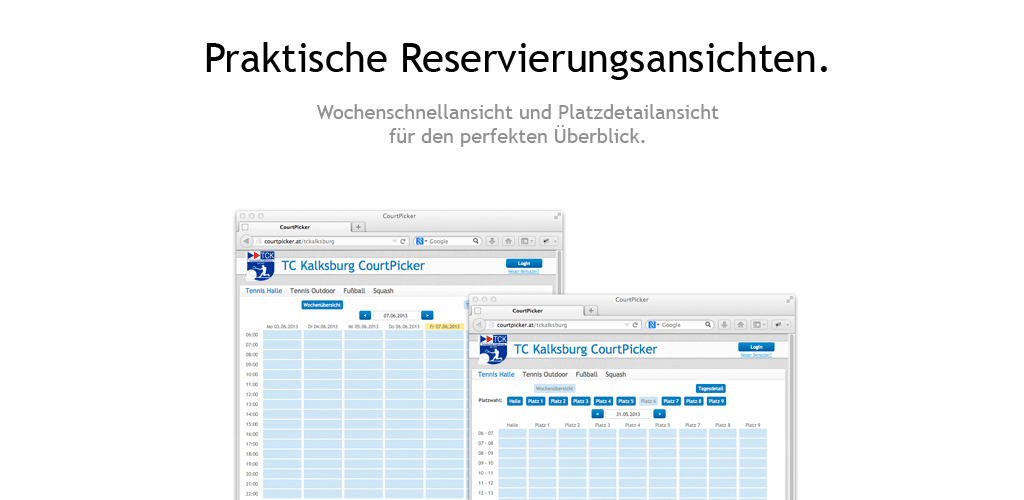 Praktische Reservierungsansichten.
Wochenschnellansicht und Platzdetailansicht
für den perfekten Überblick.
CourtPicker
CourtPicker
courtpicker.at/tckalksburg
Google
TCK
TC Kalksburg CourtPicker
Login
Neuer Benutzer?
Tennis Halle Tennis Outdoor Fußball Squash
Wochenübersicht
07.06.2013
Mo 03.06.2013 Di 04.06.2013 Mi 05.06.2013 Do 06.06.2013 Fr 07.06.2013
06:00
07:00
08:00
09:00
10:00
11:00
12:00
13:00
14:00
15:00
16:00
17:00
18:00
19:00
20:00
21:00
22:00
CourtPicker
CourtPicker
courtpicker.at/tckalksburg
Google
TCK
TC Kalksburg CourtPicker
Login
Neuer Benutzer?
Tennis Halle Tennis Outdoor Fußball Squash
Wochenübersicht Tagesdetail
Platzwahl: Halle Platz 1 Platz 2 Platz 3 Platz 4 Platz 5 Platz 6 Platz 7 Platz 8 Platz 9
31.05.2013
Halle Platz 1 Platz 2 Platz 3 Platz 4 Platz 5 Platz 6 Platz 7 Platz 8 Platz 9
06 - 07
07 - 08
08 - 09
09 - 10
10 - 11
11 - 12
12 - 13